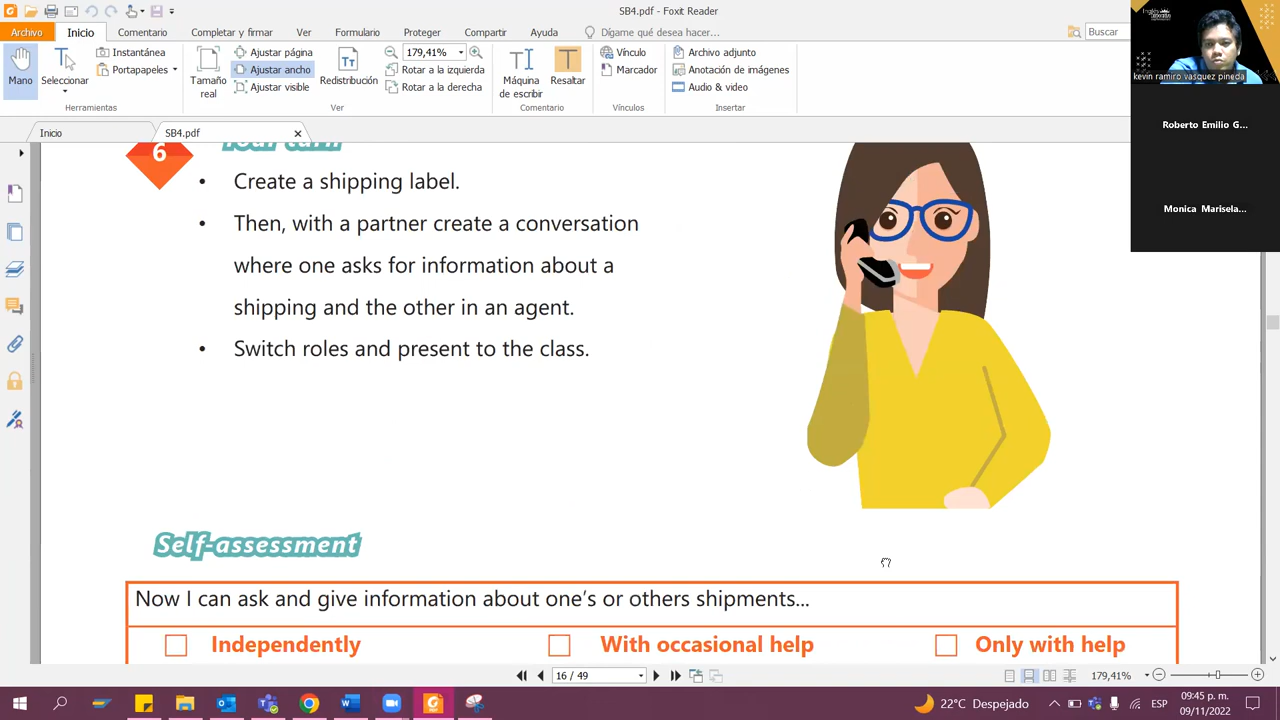 SB4.pdf - Foxit Reader
Archivo Inicio Comentario Completar y firmar Ver Formulario Proteger Compartir Ayuda Dígame qué desea hacer... Buscar
Mano
Seleccionar
Instantánea
Portapapeles
Herramientas
Tamaño real
Ajustar página
Ajustar ancho
Ajustar visible
Redistribución
179,41%
Rotar a la izquierda
Rotar a la derecha
Ver
Máquina de escribir
Resaltar
Comentario
Vínculo
Marcador
Vínculos
Archivo adjunto
Anotación de imágenes
Audio & video
Insertar
kevin ramiro vasquez pineda
Roberto Emilio G...
Monica Marisela...
Inicio SB4.pdf
6 Your turn
• Create a shipping label.
• Then, with a partner create a conversation
where one asks for information about a
shipping and the other in an agent.
• Switch roles and present to the class.
Self-assessment
Now I can ask and give information about one's or others shipments...
Independently With occasional help Only with help
16 / 49 179,41%
22°C Despejado ESP 09:45 p. m.
09/11/2022